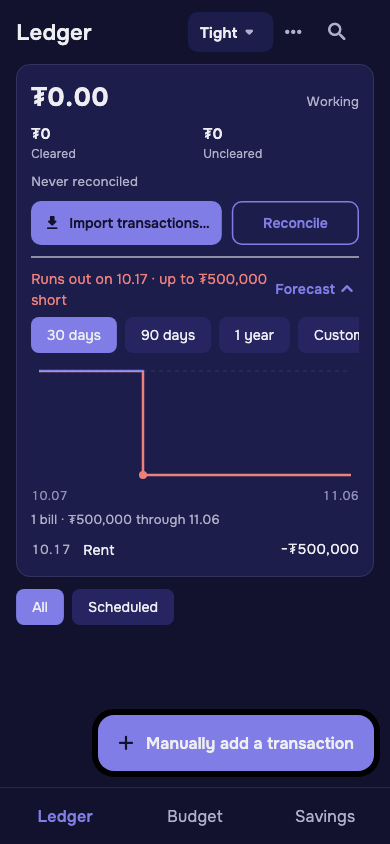 Ledger
Tight
₮0.00
Working
₮0
₮0
Cleared
Uncleared
Never reconciled
Import transactions...
Reconcile
Runs out on 10.17 · up to ₮500,000
short
Forecast
30 days
90 days
1 year
Custom
10.07
11.06
1 bill · ₮500,000 through 11.06
10.17
Rent
-₮500,000
All
Scheduled
Manually add a transaction
Ledger
Budget
Savings